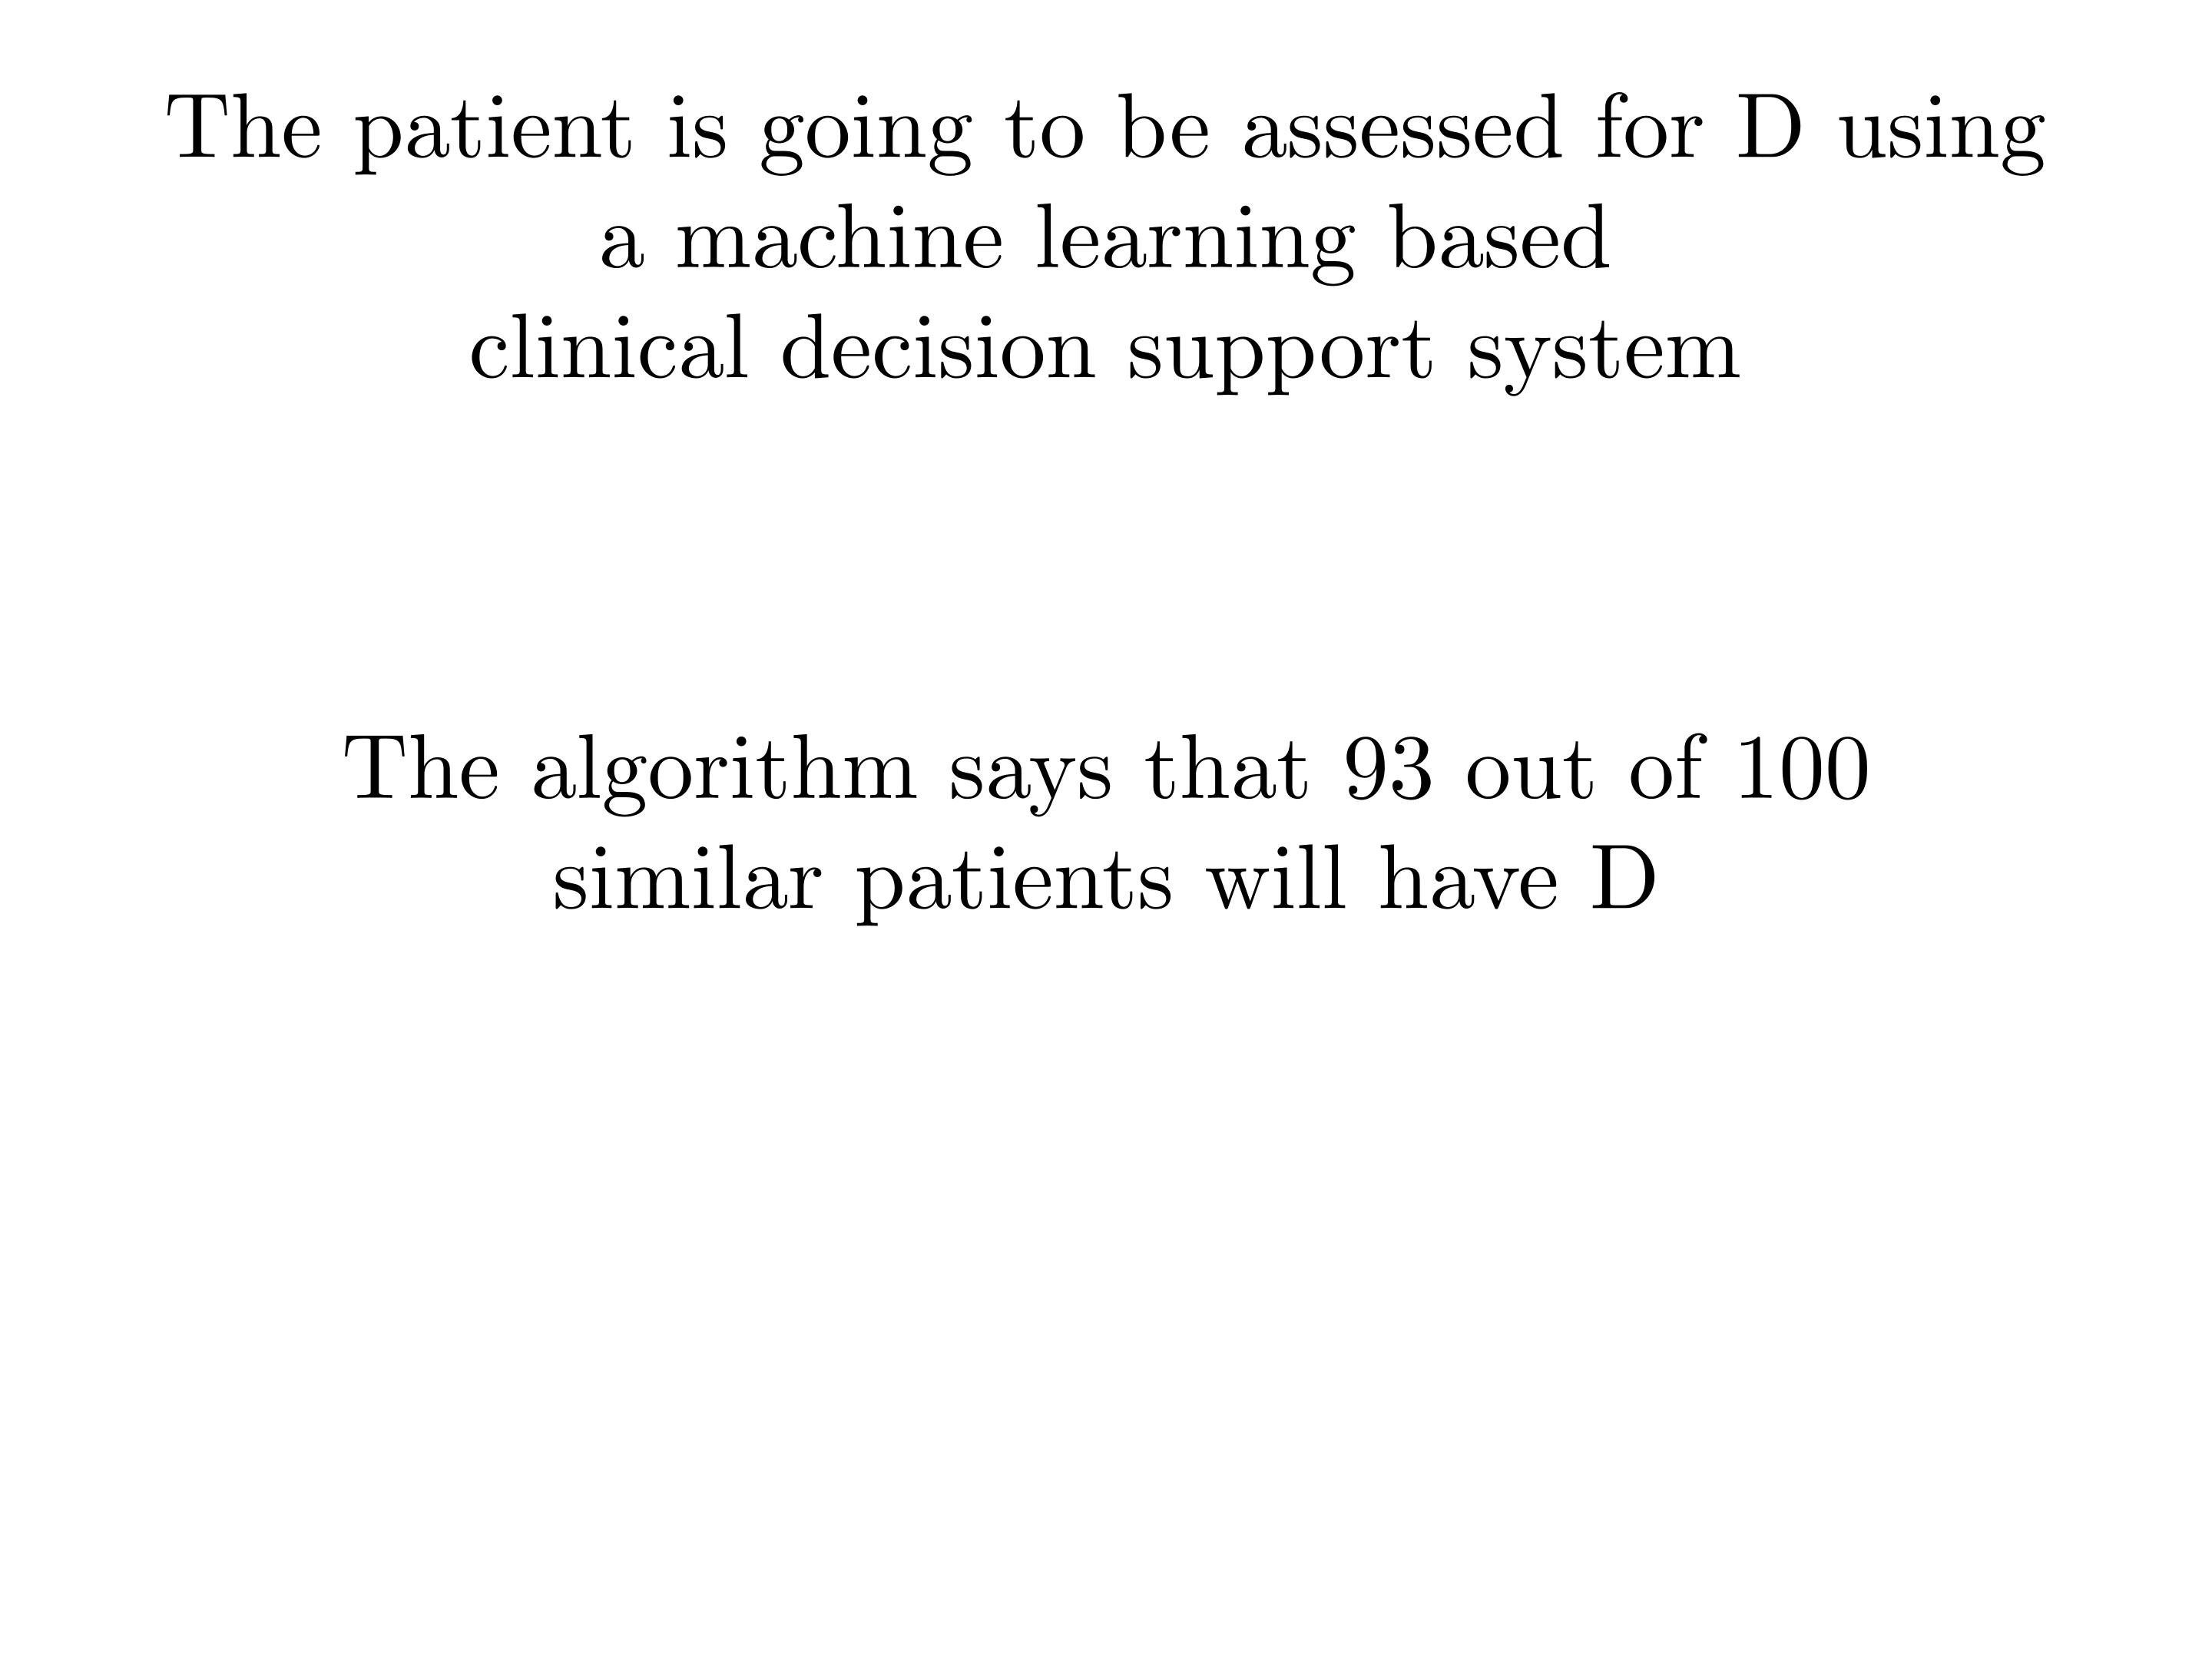 The patient is going to be assessed for D using
a machine learning based
clinical decision support system
The algorithm says that 93 out of 100
similar patients will have D